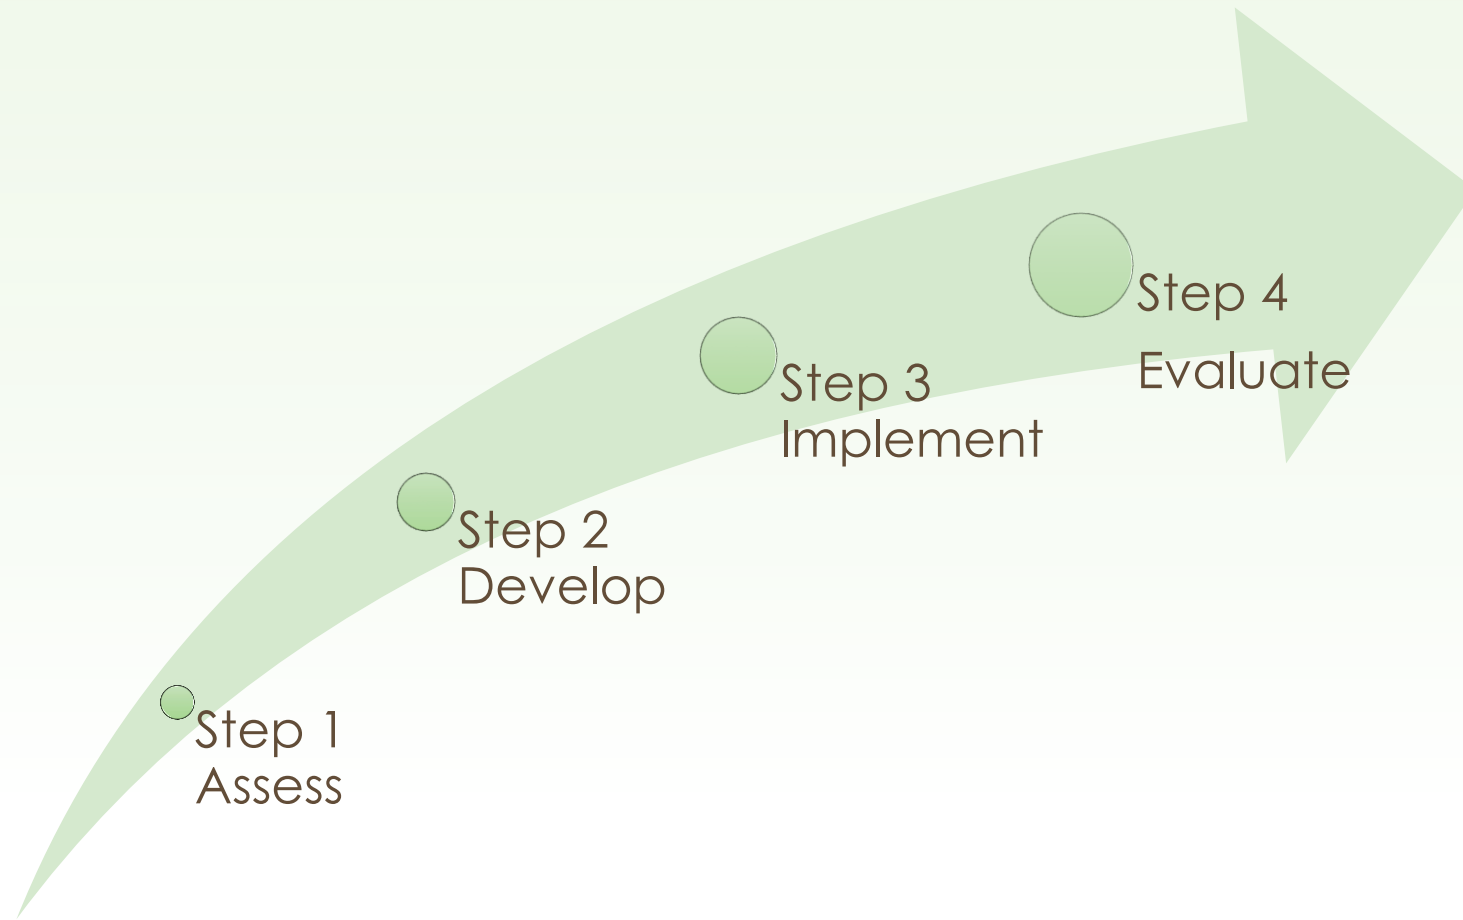 Step 1
Assess
Step 2
Develop
Step 3
Implement
Step 4
Evaluate